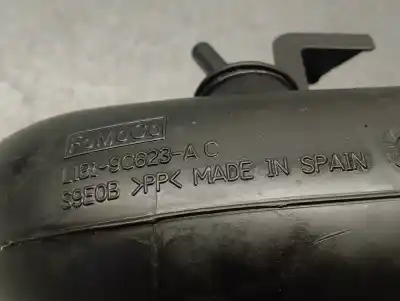 FoMoCo
L1B1-9C623-A C
S9E0B >PP< MADE IN SPAIN